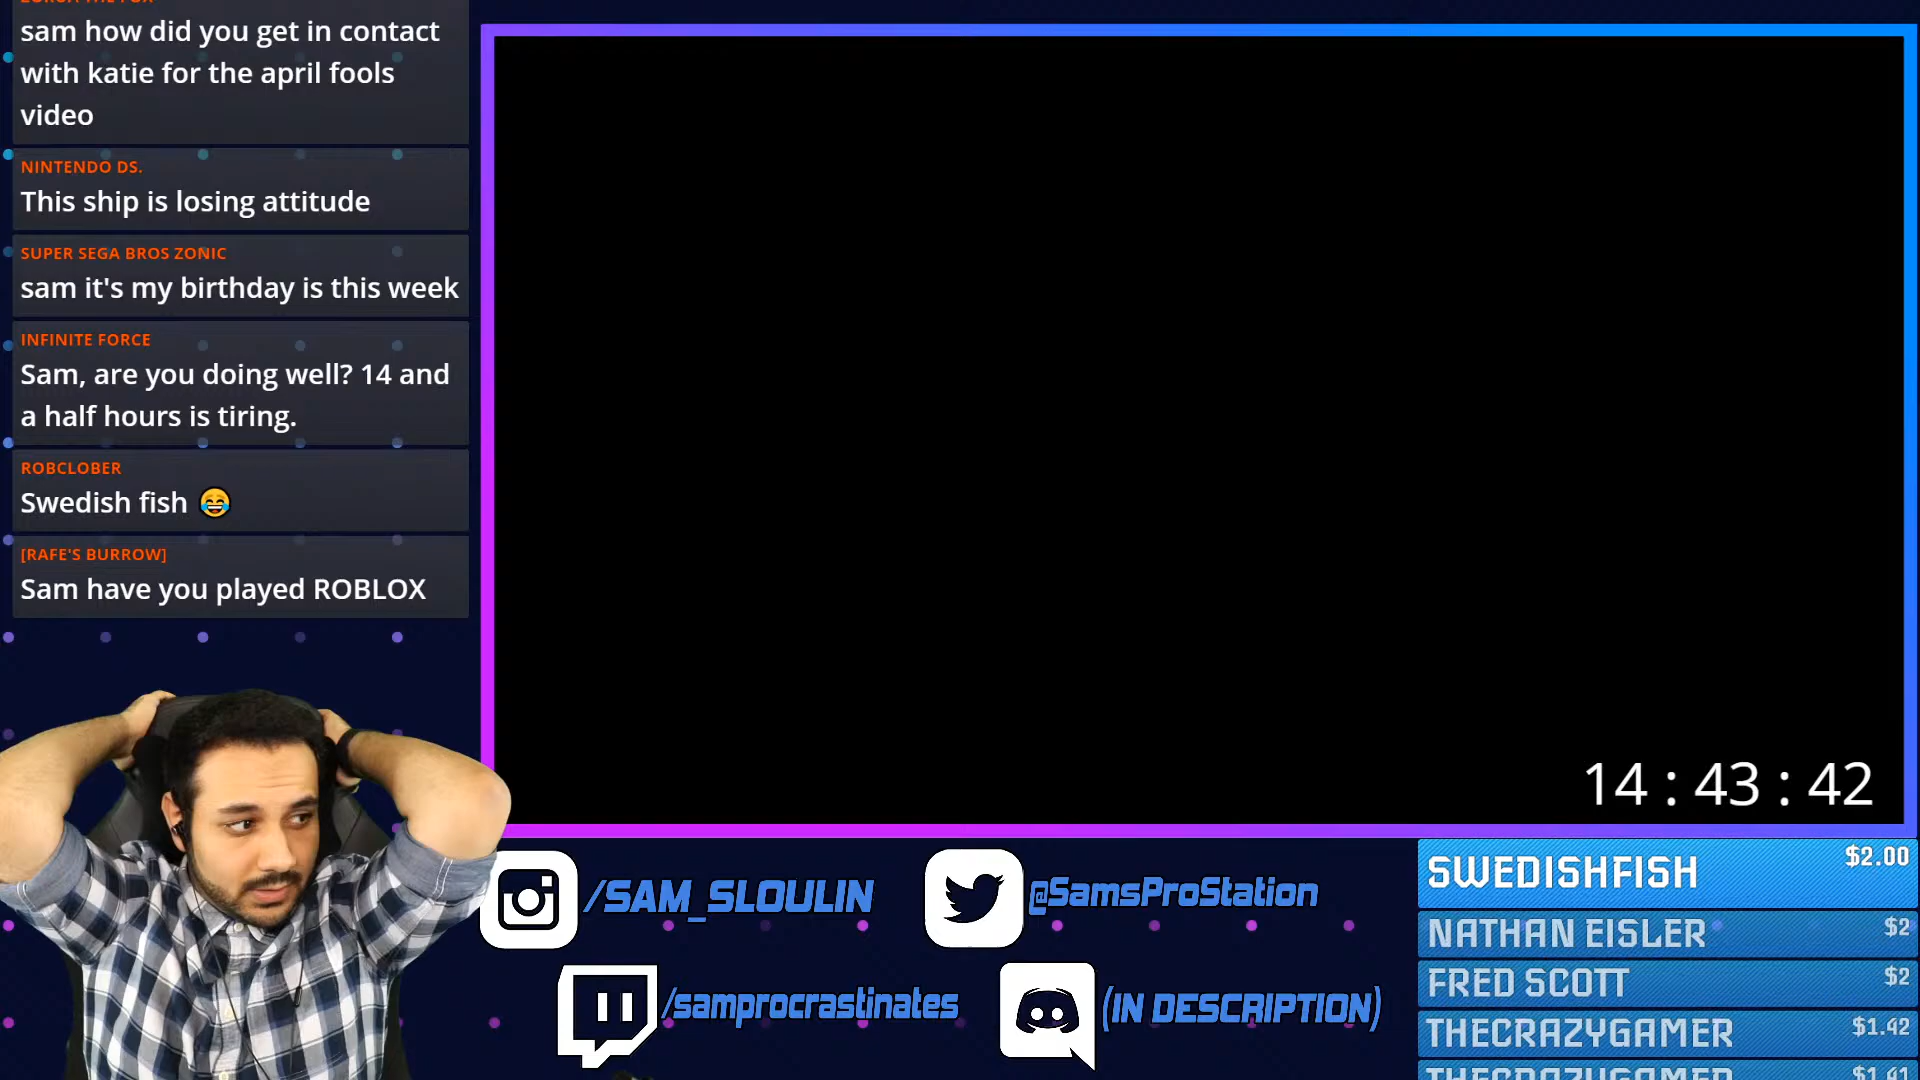 sam how did you get in contact
with katie for the april fools
video
NINTENDO DS.
This ship is losing attitude
SUPER SEGA BROS ZONIC
sam it's my birthday is this week
INFINITE FORCE
Sam, are you doing well? 14 and
a half hours is tiring.
ROBCLOBER
Swedish fish 😂
[RAFE'S BURROW]
Sam have you played ROBLOX
14 : 43 : 42
/SAM_SLOULIN
@SamsProStation
/samprocrastinates
(IN DESCRIPTION)
SWEDISHFISH $2.00
NATHAN EISLER $2
FRED SCOTT $2
THECRAZYGAMER $1.42
THECRAZYGAMER $1.41